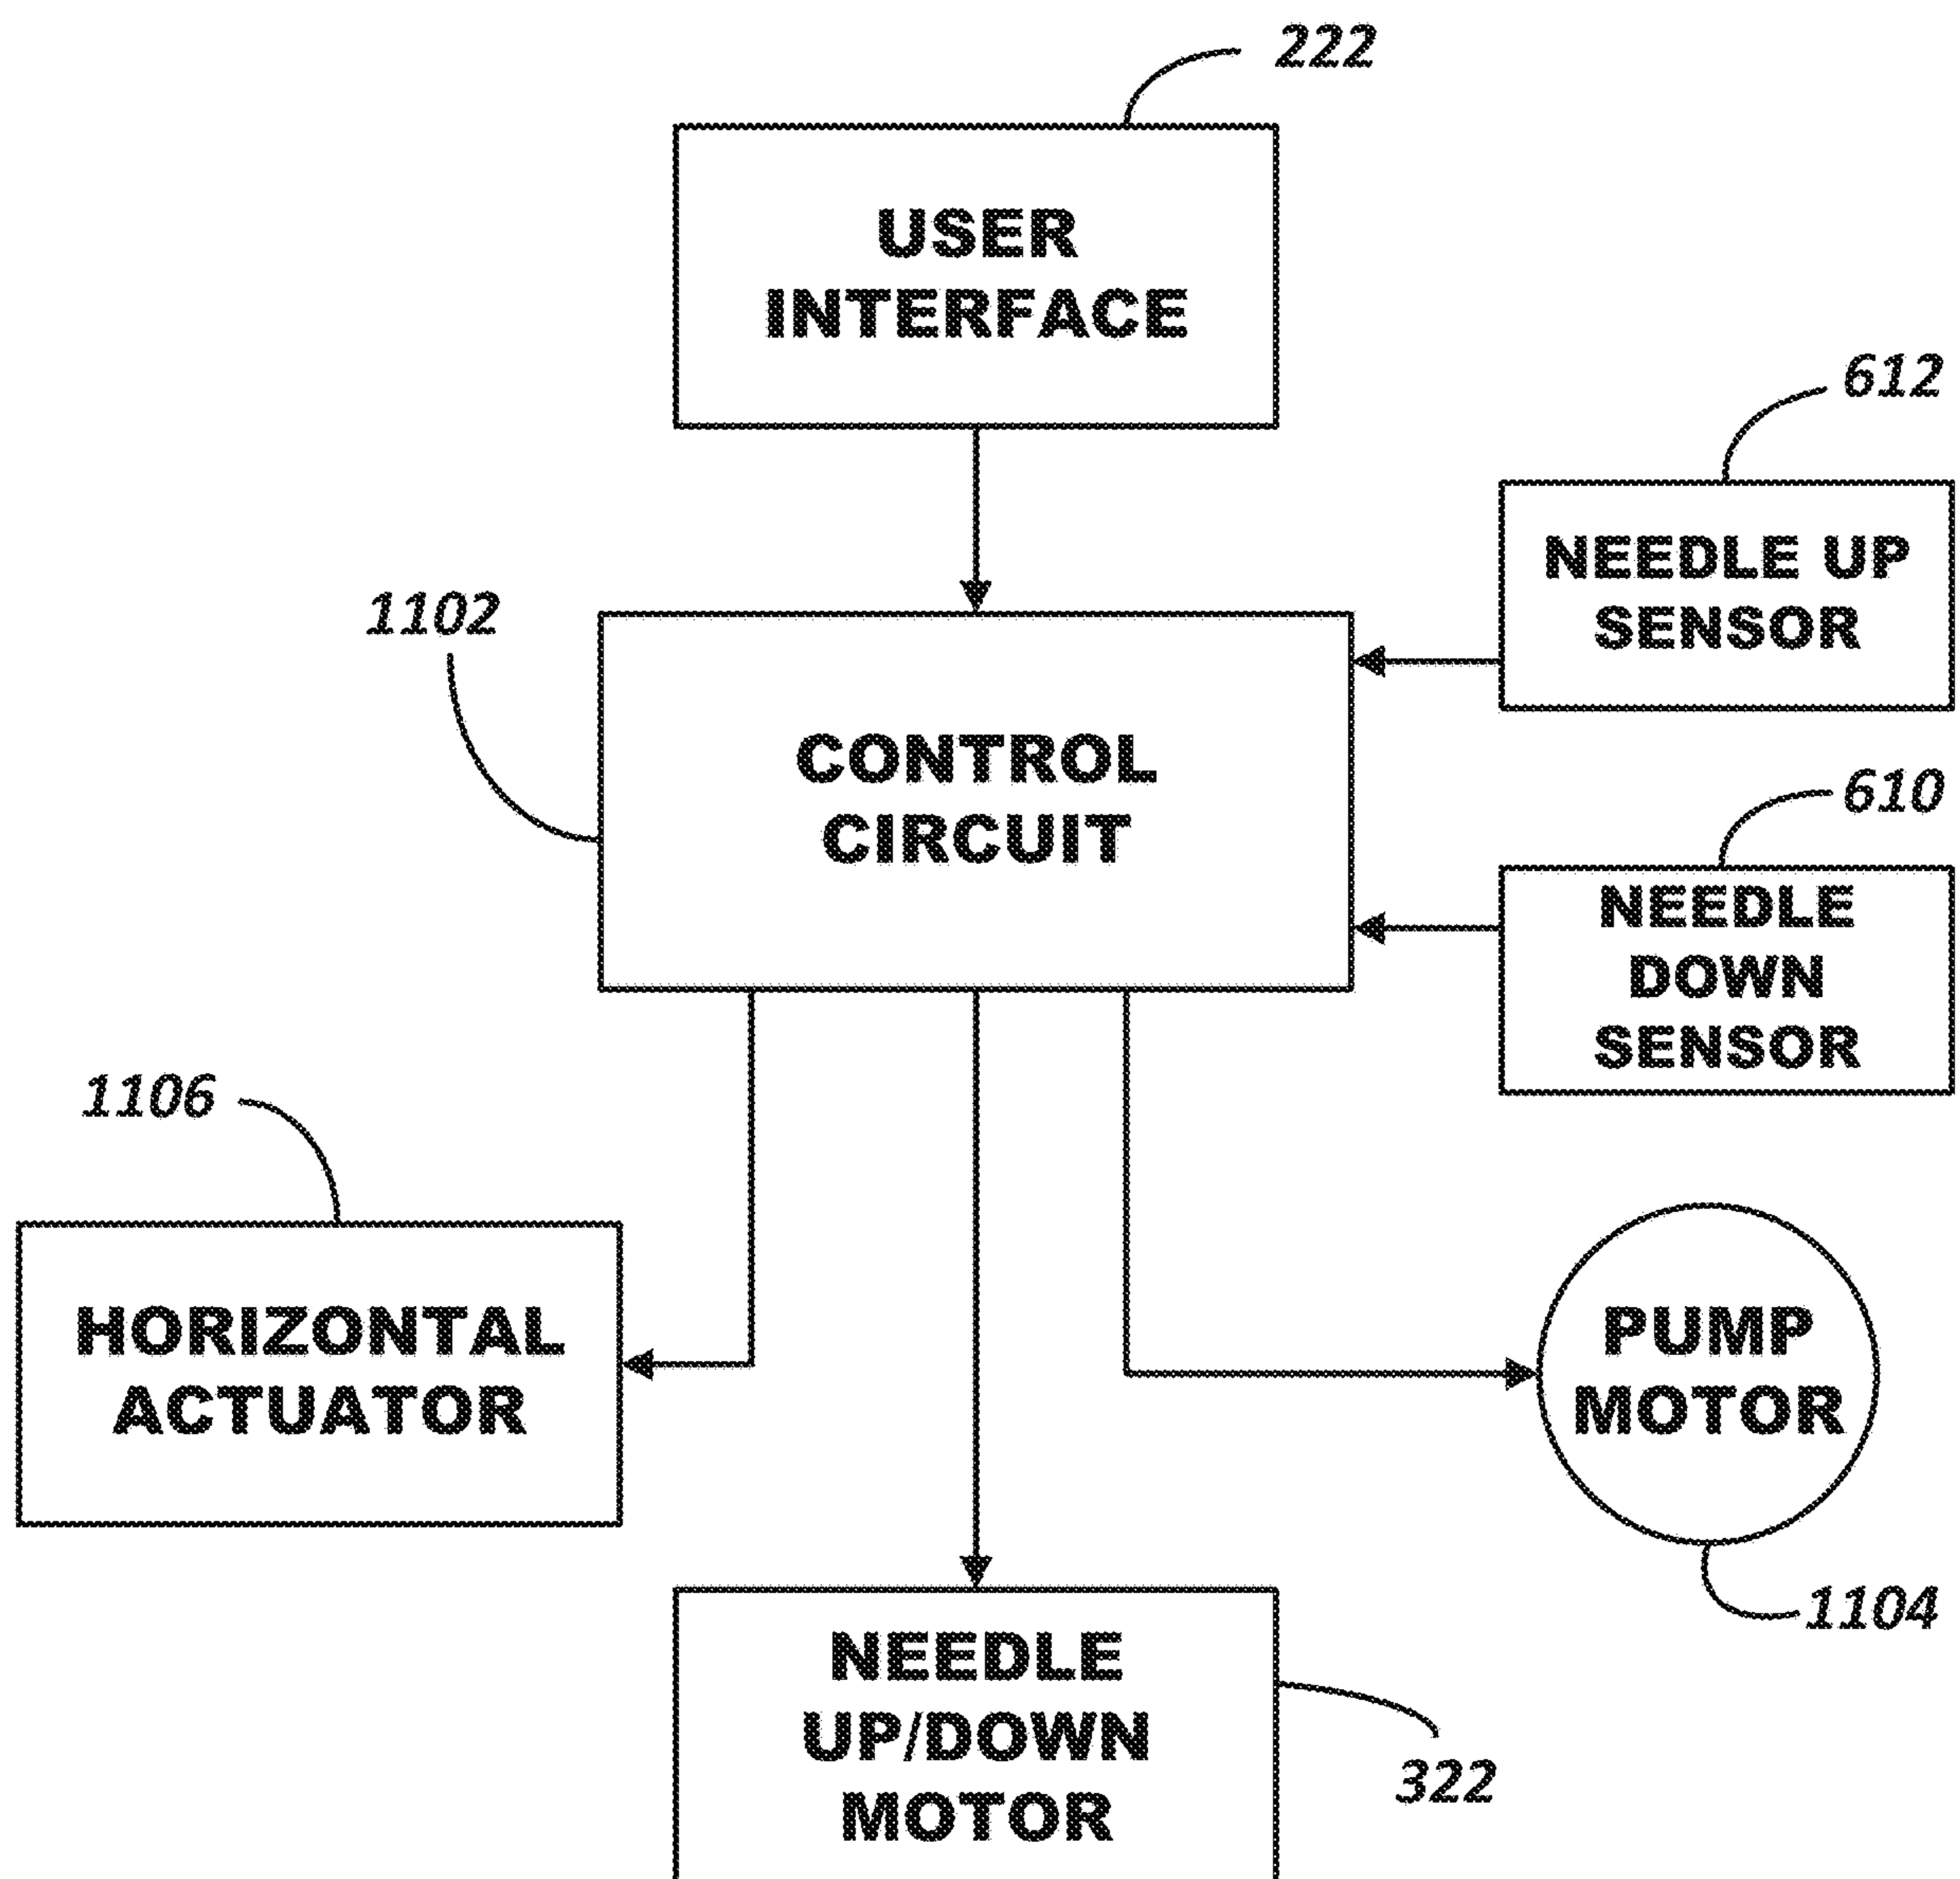 222
USER
INTERFACE
612
NEEDLE UP
SENSOR
1102
CONTROL
CIRCUIT
610
NEEDLE
DOWN
SENSOR
1106
HORIZONTAL
ACTUATOR
PUMP
MOTOR
1104
NEEDLE
UP/DOWN
MOTOR
322